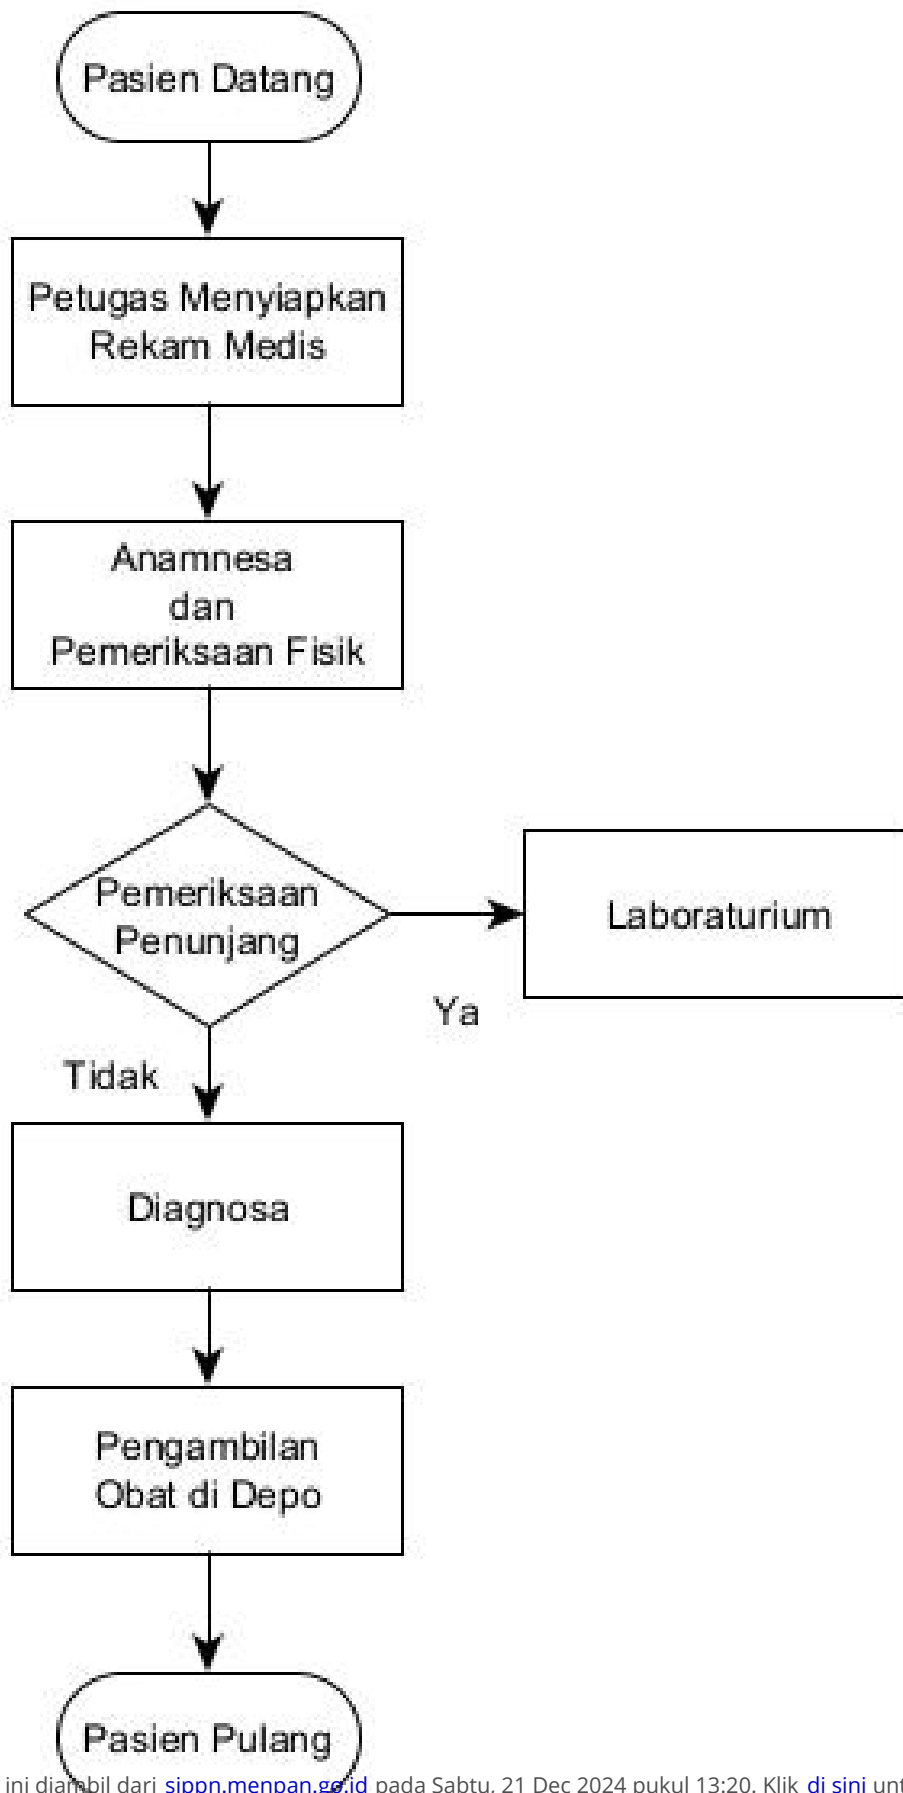 Pasien Datang
Petugas Menyiapkan
Rekam Medis
Anamnesa
dan
Pemeriksaan Fisik
Pemeriksaan
Penunjang
Laboraturium
Ya
Tidak
Diagnosa
Pengambilan
Obat di Depo
Pasien Pulang
ini diambil dari sippn.menpan.go.id pada Sabtu, 21 Dec 2024 pukul 13:20. Klik di sini unt